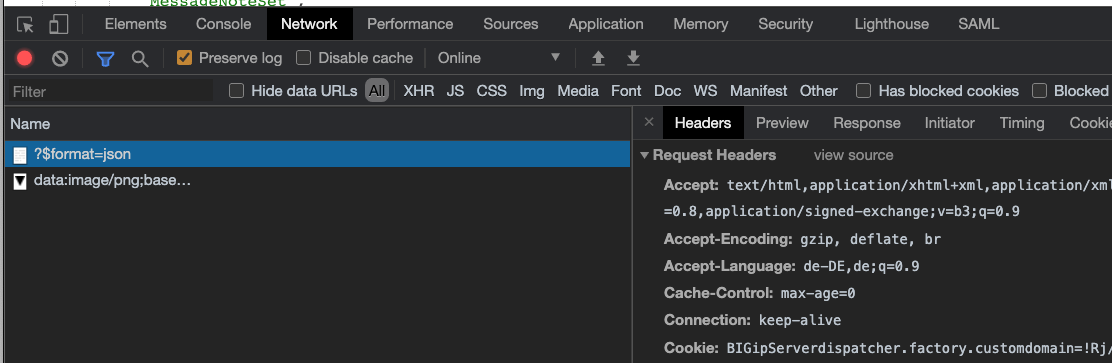 "MessageNoteSet",
Elements Console Network Performance Sources Application Memory Security Lighthouse SAML
Preserve log Disable cache Online
Filter Hide data URLs All XHR JS CSS Img Media Font Doc WS Manifest Other Has blocked cookies Blocked
Name
Headers Preview Response Initiator Timing Cookie
?$format=json
data:image/png;base…
Request Headers view source
Accept: text/html,application/xhtml+xml,application/xml
=0.8,application/signed-exchange;v=b3;q=0.9
Accept-Encoding: gzip, deflate, br
Accept-Language: de-DE,de;q=0.9
Cache-Control: max-age=0
Connection: keep-alive
Cookie: BIGipServerdispatcher.factory.customdomain=!Rj/